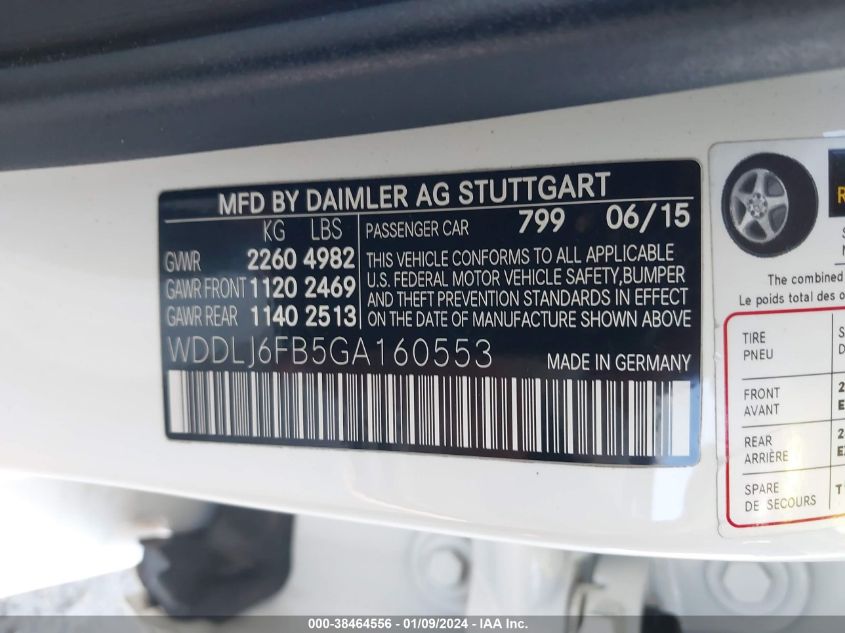 MFD BY DAIMLER AG STUTTGART
KG LBS
GVWR 2260 4982
GAWR FRONT 1120 2469
GAWR REAR 1140 2513
PASSENGER CAR 799 06/15
THIS VEHICLE CONFORMS TO ALL APPLICABLE
U.S. FEDERAL MOTOR VEHICLE SAFETY,BUMPER
AND THEFT PREVENTION STANDARDS IN EFFECT
ON THE DATE OF MANUFACTURE SHOWN ABOVE
WDDLJ6FB5GA160553 MADE IN GERMANY
The combined
Le poids total des
TIRE
PNEU
FRONT
AVANT
REAR
ARRIÈRE
SPARE
DE SECOURS
000-38464556 | 01/09/2024 | IAA Inc.